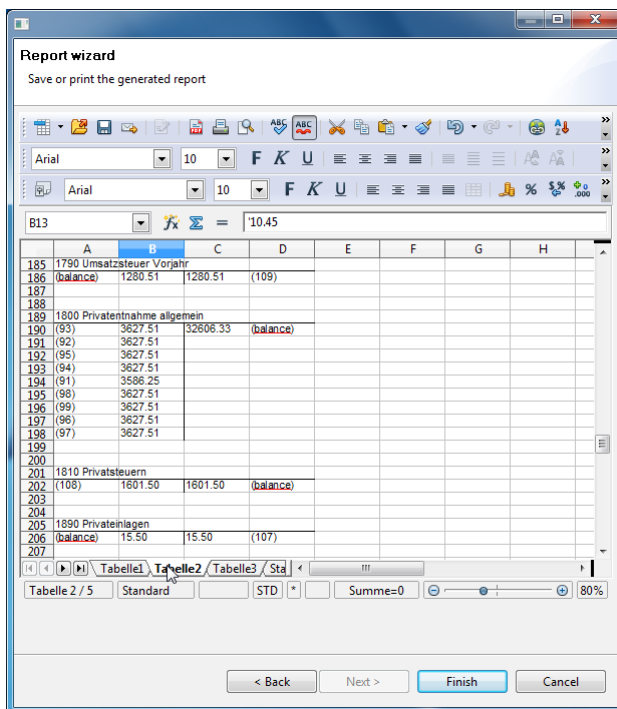 Report wizard
Save or print the generated report
Arial 10 F K U
Arial 10 F K U % $% .000
B13 fx Σ = '10.45
A B C D E F G H
185 1790 Umsatzsteuer Vorjahr
186 (balance) 1280.51 1280.51 (109)
187
188
189 1800 Privatentnahme allgemein
190 (93) 3627.51 32606.33 (balance)
191 (92) 3627.51
192 (95) 3627.51
193 (94) 3627.51
194 (91) 3586.25
195 (98) 3627.51
196 (99) 3627.51
197 (96) 3627.51
198 (97) 3627.51
199
200
201 1810 Privatsteuern
202 (108) 1601.50 1601.50 (balance)
203
204
205 1890 Privateinlagen
206 (balance) 15.50 15.50 (107)
207
Tabelle1 Tabelle2 Tabelle3 Sta
Tabelle 2 / 5 Standard STD * Summe=0 80%
< Back Next > Finish Cancel